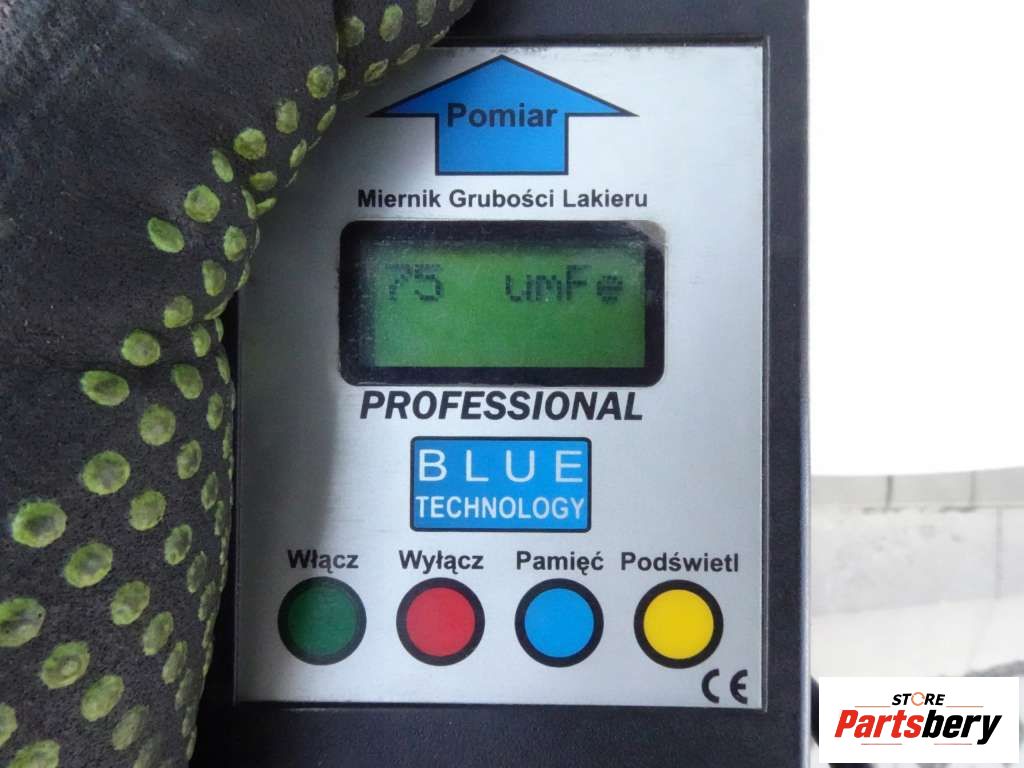 Pomiar
Miernik Grubości Lakieru
75 umFe
PROFESSIONAL
BLUE
TECHNOLOGY
Włącz Wyłącz Pamięć Podświetl
CE
STORE
Partsbery